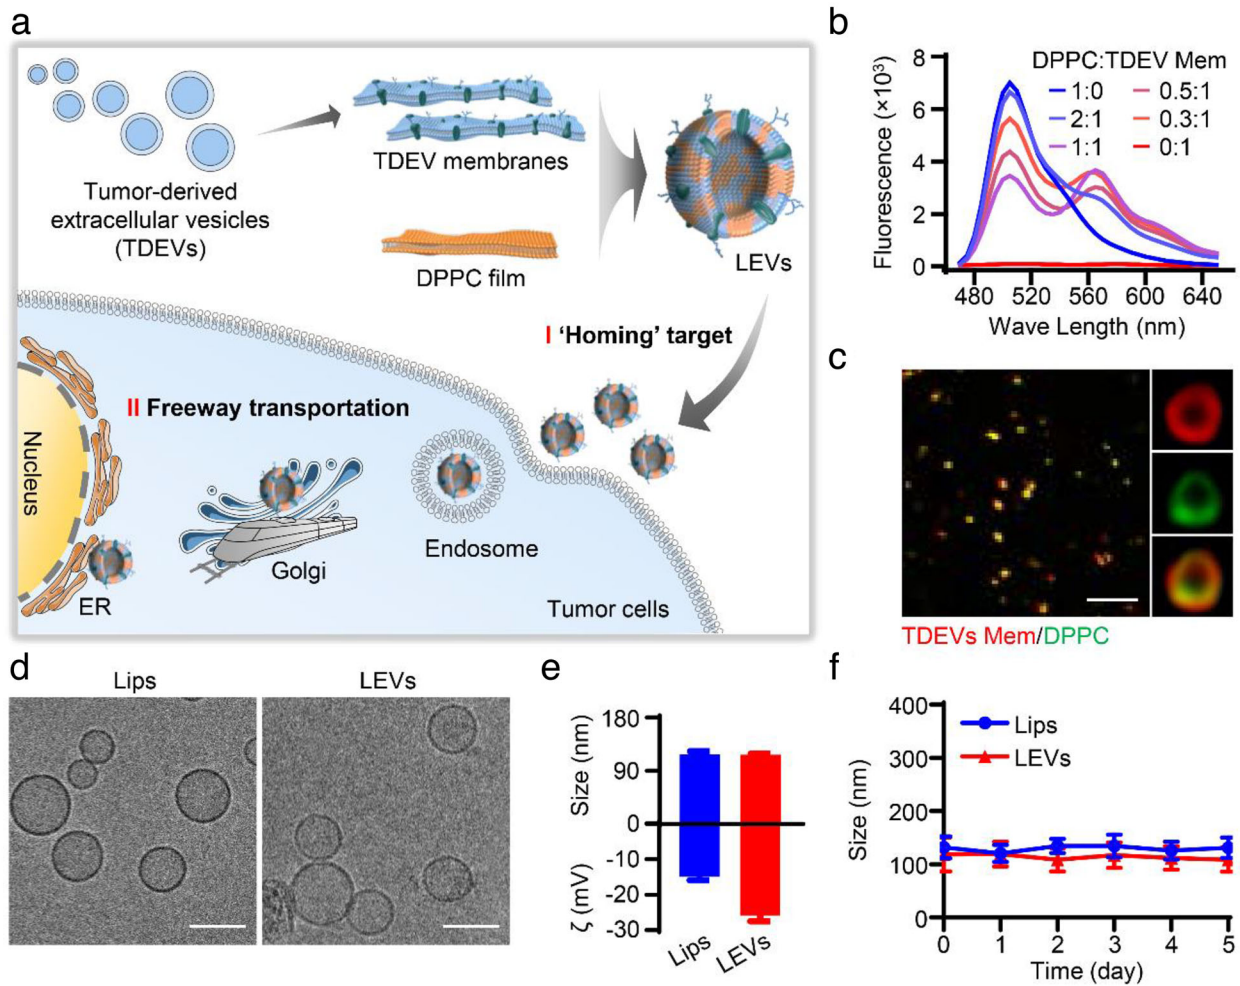 a
Tumor-derived
extracellular vesicles
(TDEVs)
TDEV membranes
DPPC film
LEVs
I ‘Homing’ target
II Freeway transportation
Nucleus
ER
Golgi
Endosome
Tumor cells
b
DPPC:TDEV Mem
1:0
0.5:1
2:1
0.3:1
1:1
0:1
Fluorescence (×10³)
8
6
4
2
0
480 520 560 600 640
Wave Length (nm)
c
TDEVs Mem/DPPC
d
Lips
LEVs
e
Size (nm)
180
90
0
ζ (mV)
-10
-20
-30
Lips
LEVs
f
Lips
LEVs
Size (nm)
400
300
200
100
0
0 1 2 3 4 5
Time (day)